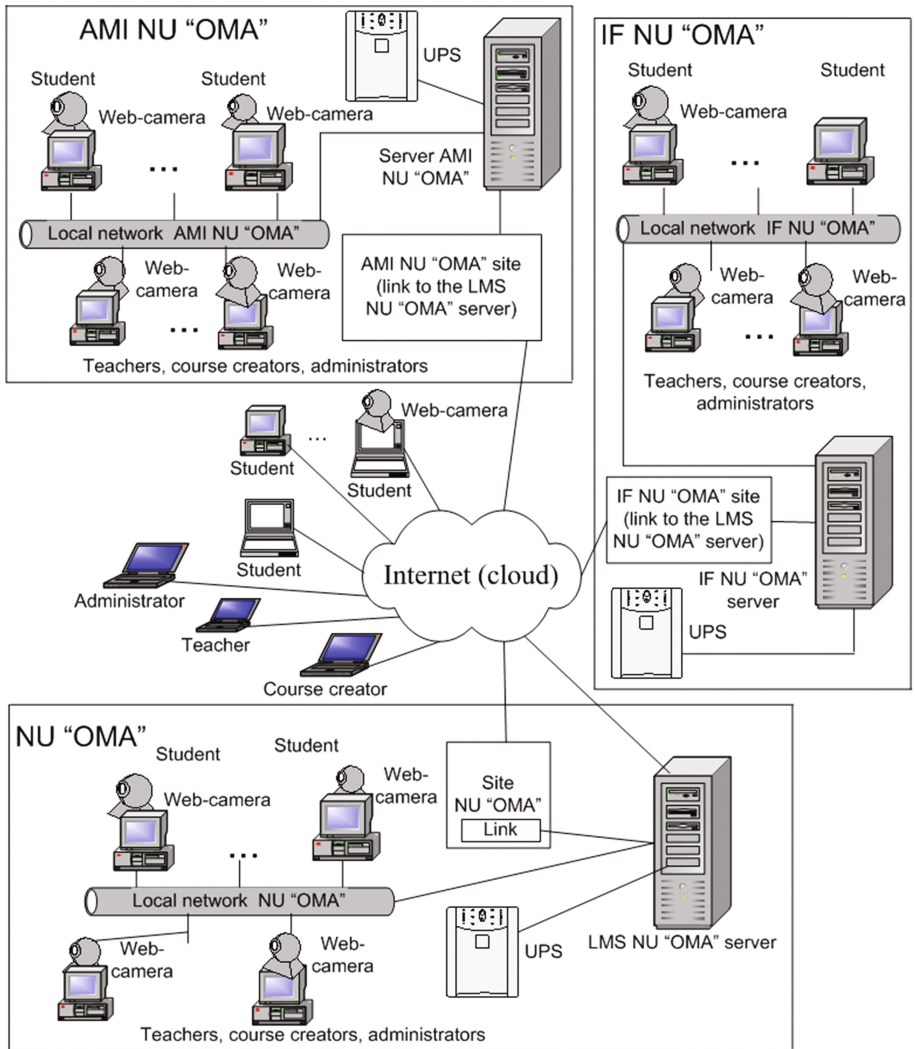 AMI NU “OMA”
UPS
Student
Student
Web-camera
Web-camera
Server AMI
NU “OMA”
Local network AMI NU “OMA”
Web-
camera
Web-
camera
AMI NU “OMA” site
(link to the LMS
NU “OMA” server)
Teachers, course creators, administrators
IF NU “OMA”
Student
Student
Web-camera
Local network IF NU “OMA”
Web-
camera
Web-
camera
Teachers, course creators,
administrators
IF NU “OMA” site
(link to the LMS
NU “OMA” server)
IF NU “OMA”
server
UPS
Web-camera
Student
Student
Student
Administrator
Teacher
Course creator
Internet (cloud)
NU “OMA”
Student
Student
Web-camera
Web-
camera
Site
NU “OMA”
Link
Local network NU “OMA”
Web-
camera
Web-
camera
UPS
LMS NU “OMA” server
Teachers, course creators, administrators